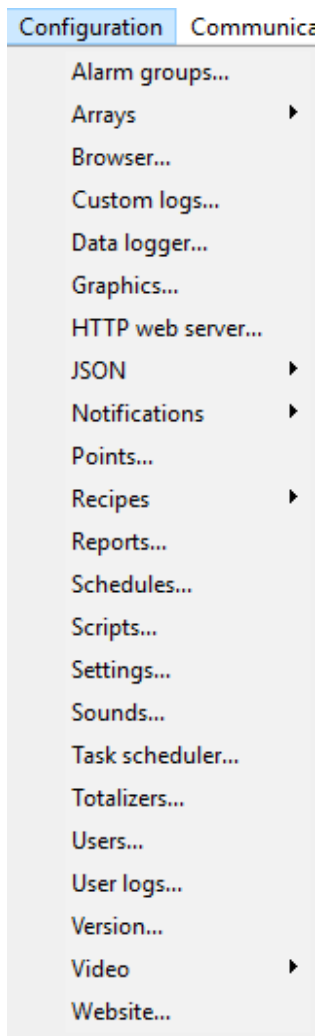 Configuration Communica
Alarm groups...
Arrays
Browser...
Custom logs...
Data logger...
Graphics...
HTTP web server...
JSON
Notifications
Points...
Recipes
Reports...
Schedules...
Scripts...
Settings...
Sounds...
Task scheduler...
Totalizers...
Users...
User logs...
Version...
Video
Website...